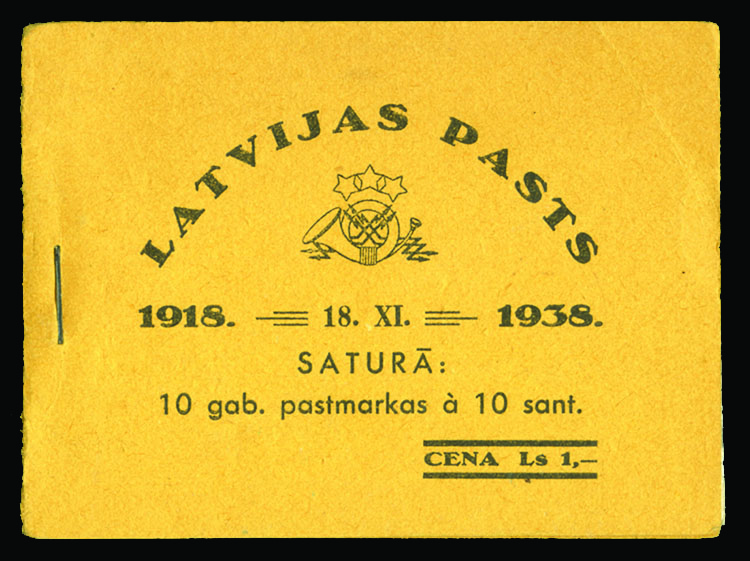 LATVIJAS PASTS
1918. 18. XI. 1938.
SATURĀ:
10 gab. pastmarkas à 10 sant.
CENA Ls 1,—